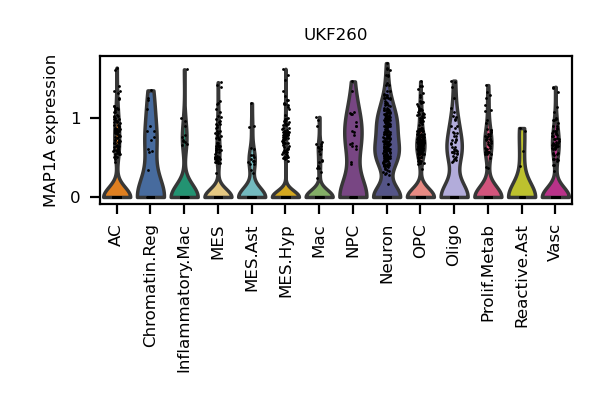 UKF260
MAP1A expression
1
0
AC
Chromatin.Reg
Inflammatory.Mac
MES
MES.Ast
MES.Hyp
Mac
NPC
Neuron
OPC
Oligo
Prolif.Metab
Reactive.Ast
Vasc